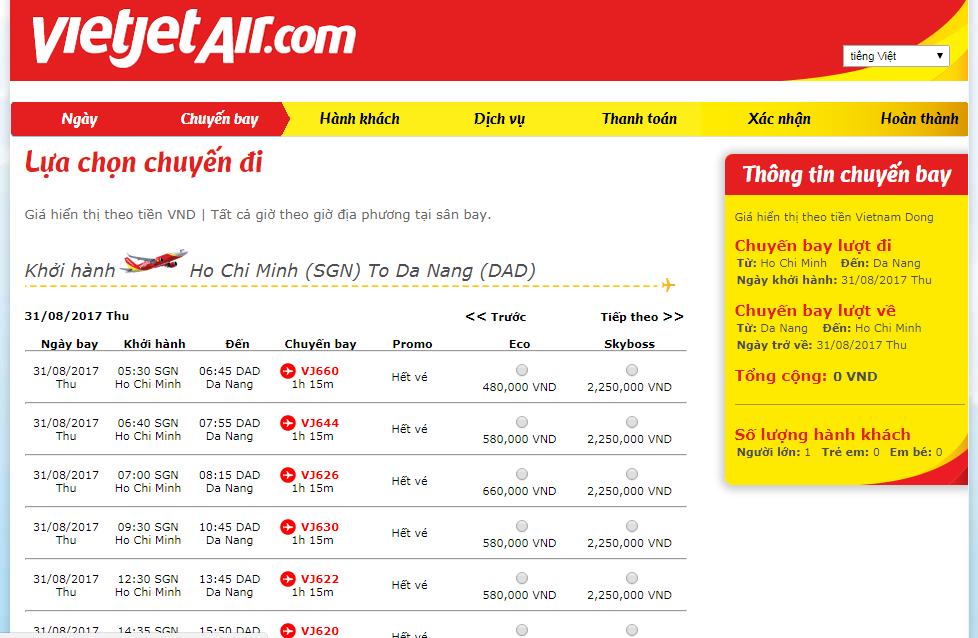 vietjetAir.com
tiếng Việt
Ngày Chuyến bay Hành khách Dịch vụ Thanh toán Xác nhận Hoàn thành
Lựa chọn chuyến đi
Giá hiển thị theo tiền VND | Tất cả giờ theo giờ địa phương tại sân bay.
Khởi hành Ho Chi Minh (SGN) To Da Nang (DAD)
31/08/2017 Thu << Trước Tiếp theo >>
Ngày bay Khởi hành Đến Chuyến bay Promo Eco Skyboss
31/08/2017 05:30 SGN 06:45 DAD VJ660
Thu Ho Chi Minh Da Nang 1h 15m Hết vé 480,000 VND 2,250,000 VND
31/08/2017 06:40 SGN 07:55 DAD VJ644
Thu Ho Chi Minh Da Nang 1h 15m Hết vé 580,000 VND 2,250,000 VND
31/08/2017 07:00 SGN 08:15 DAD VJ626
Thu Ho Chi Minh Da Nang 1h 15m Hết vé 660,000 VND 2,250,000 VND
31/08/2017 09:30 SGN 10:45 DAD VJ630
Thu Ho Chi Minh Da Nang 1h 15m Hết vé 580,000 VND 2,250,000 VND
31/08/2017 12:30 SGN 13:45 DAD VJ622
Thu Ho Chi Minh Da Nang 1h 15m Hết vé 580,000 VND 2,250,000 VND
31/08/2017 14:35 SGN 15:50 DAD VJ620
Hết vé
Thông tin chuyến bay
Giá hiển thị theo tiền Vietnam Dong
Chuyến bay lượt đi
Từ: Ho Chi Minh Đến: Da Nang
Ngày khởi hành: 31/08/2017 Thu
Chuyến bay lượt về
Từ: Da Nang Đến: Ho Chi Minh
Ngày trở về: 31/08/2017 Thu
Tổng cộng: 0 VND
Số lượng hành khách
Người lớn: 1 Trẻ em: 0 Em bé: 0